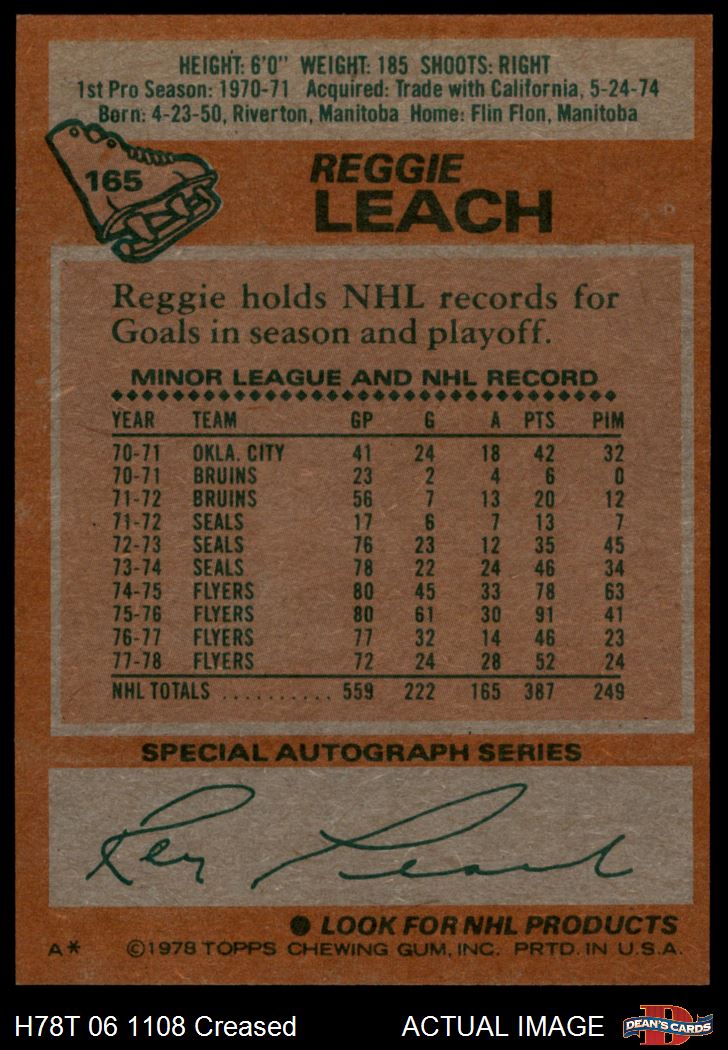 HEIGHT: 6'0" WEIGHT: 185 SHOOTS: RIGHT
1st Pro Season: 1970-71 Acquired: Trade with California, 5-24-74
Born: 4-23-50, Riverton, Manitoba Home: Flin Flon, Manitoba
165
REGGIE
LEACH
Reggie holds NHL records for
Goals in season and playoff.
MINOR LEAGUE AND NHL RECORD
YEAR TEAM GP G A PTS PIM
70-71 OKLA. CITY 41 24 18 42 32
70-71 BRUINS 23 2 4 6 0
71-72 BRUINS 56 7 13 20 12
71-72 SEALS 17 6 7 13 7
72-73 SEALS 76 23 12 35 45
73-74 SEALS 78 22 24 46 34
74-75 FLYERS 80 45 33 78 63
75-76 FLYERS 80 61 30 91 41
76-77 FLYERS 77 32 14 46 23
77-78 FLYERS 72 24 28 52 24
NHL TOTALS .......... 559 222 165 387 249
SPECIAL AUTOGRAPH SERIES
Reg Leach
● LOOK FOR NHL PRODUCTS
A* ©1978 TOPPS CHEWING GUM, INC. PRTD. IN U.S.A.
H78T 06 1108 Creased ACTUAL IMAGE DEAN'S CARDS